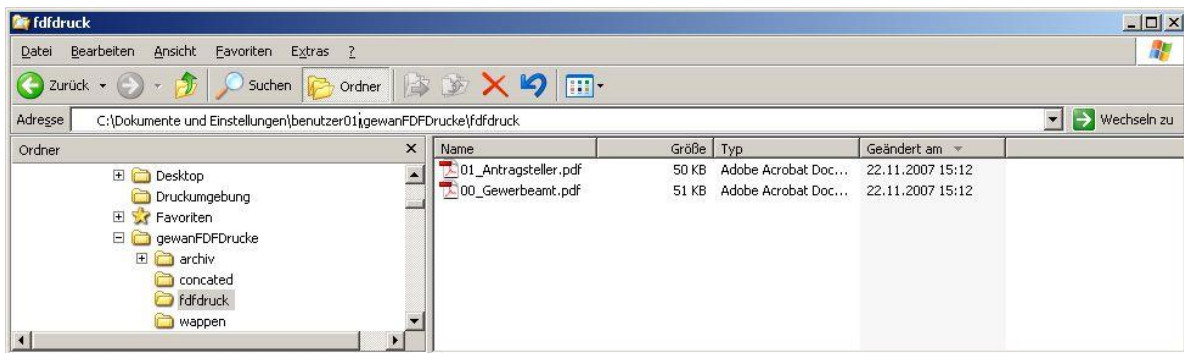 fdfdruck
Datei Bearbeiten Ansicht Favoriten Extras ?
Zurück Suchen Ordner
Adresse C:\Dokumente und Einstellungen\benutzer01\gewanFDFDrucke\fdfdruck Wechseln zu
Ordner Name Größe Typ Geändert am
Desktop
Druckumgebung
Favoriten
gewanFDFDrucke
archiv
concated
fdfdruck
wappen
01_Antragsteller.pdf 50 KB Adobe Acrobat Doc... 22.11.2007 15:12
00_Gewerbeamt.pdf 51 KB Adobe Acrobat Doc... 22.11.2007 15:12